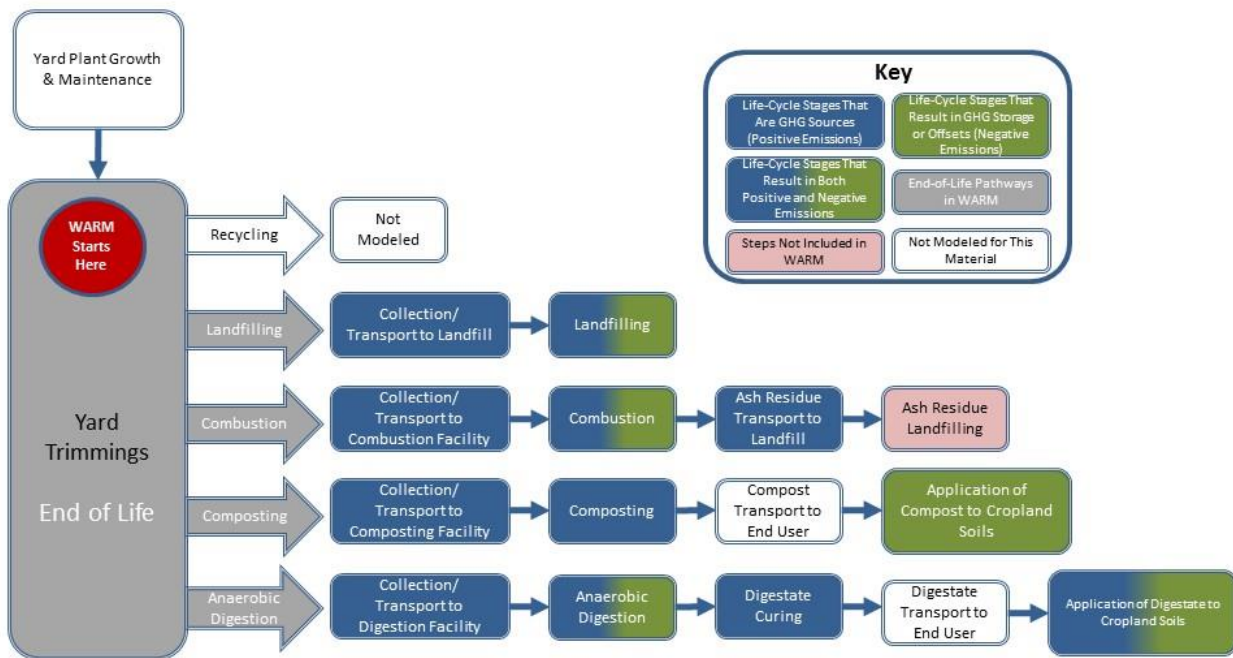 Yard Plant Growth
& Maintenance
Key
Life-Cycle Stages That
Are GHG Sources
(Positive Emissions)
Life-Cycle Stages That
Result in GHG Storage
or Offsets (Negative
Emissions)
Life-Cycle Stages That
Result in Both
Positive and Negative
Emissions
End-of-Life Pathways
in WARM
Steps Not Included in
WARM
Not Modeled for This
Material
WARM
Starts
Here
Yard
Trimmings
End of Life
Recycling
Not
Modeled
Landfilling
Collection/
Transport to Landfill
Landfilling
Combustion
Collection/
Transport to
Combustion Facility
Combustion
Ash Residue
Transport to
Landfill
Ash Residue
Landfilling
Composting
Collection/
Transport to
Composting Facility
Composting
Compost
Transport to
End User
Application of
Compost to Cropland
Soils
Anaerobic
Digestion
Collection/
Transport to
Digestion Facility
Anaerobic
Digestion
Digestate
Curing
Digestate
Transport to
End User
Application of Digestate to
Cropland Soils